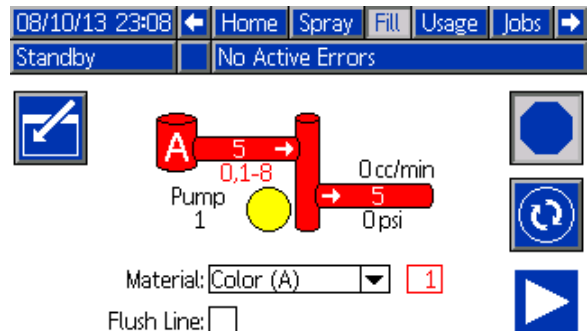 08/10/13 23:08 Home Spray Fill Usage Jobs
Standby No Active Errors
A 5
0,1-8
0 cc/min
Pump 5
1 0 psi
Material: Color (A) 1
Flush Line: